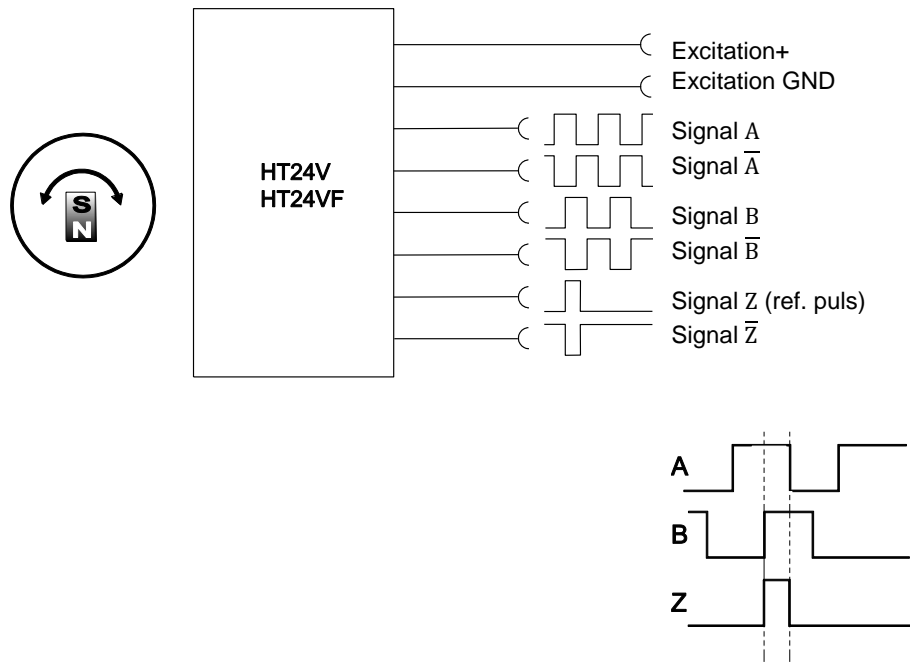 Excitation+
Excitation GND
Signal A
Signal A̅
HT24V
HT24VF
S
N
Signal B
Signal B̅
Signal Z (ref. puls)
Signal Z̅
A
B
Z